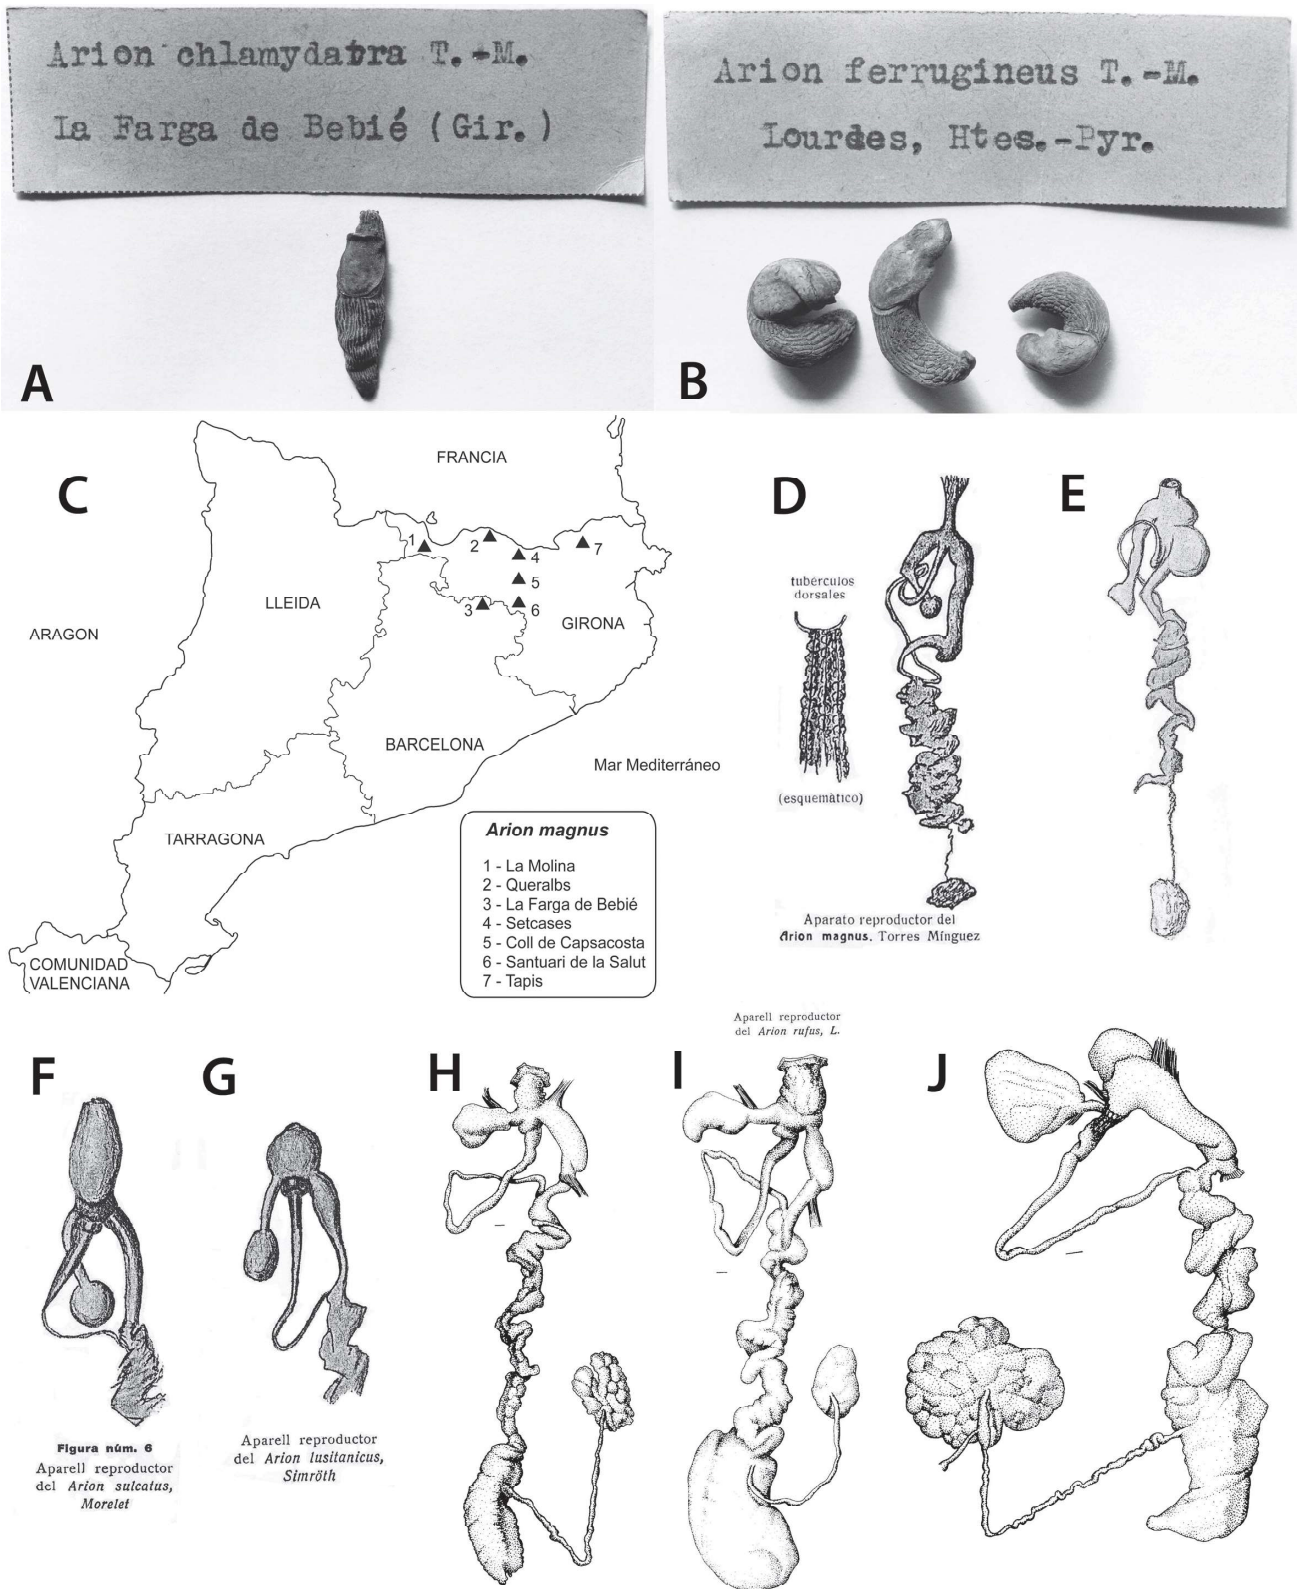 Arion chlamydatra T.-M.
La Farga de Bebié (Gir.)
A
Arion ferrugineus T.-M.
Lourdes, Htes.-Pyr.
B
C
FRANCIA
1
2
4
7
5
3
6
LLEIDA
GIRONA
ARAGON
BARCELONA
Mar Mediterráneo
TARRAGONA
COMUNIDAD
VALENCIANA
Arion magnus
1 - La Molina
2 - Queralbs
3 - La Farga de Bebié
4 - Setcases
5 - Coll de Capsacosta
6 - Santuari de la Salut
7 - Tapis
D
tubérculos
dorsales
(esquemático)
Aparato reproductor del
Arion magnus. Torres Mínguez
E
F
Figura núm. 6
Aparell reproductor
del Arion sulcatus,
Morelet
G
Aparell reproductor
del Arion lusitanicus,
Simröth
H
Aparell reproductor
del Arion rufus, L.
I
J